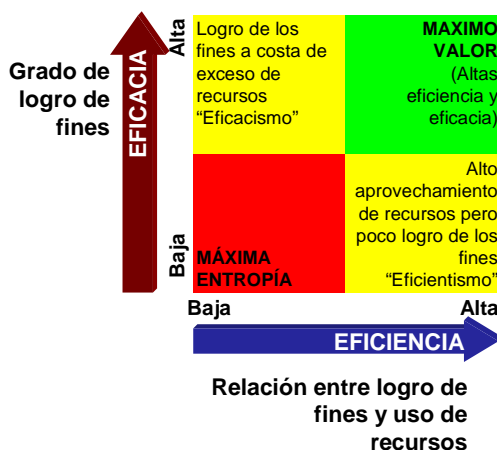 Grado de
logro de
fines
EFICACIA
Alta
Baja
Logro de los
fines a costa de
exceso de
recursos
“Eficacismo”
MAXIMO
VALOR
(Altas
eficiencia y
eficacia)
MÁXIMA
ENTROPÍA
Alto
aprovechamiento
de recursos pero
poco logro de los
fines
“Eficientismo”
Baja
Alta
EFICIENCIA
Relación entre logro de
fines y uso de
recursos